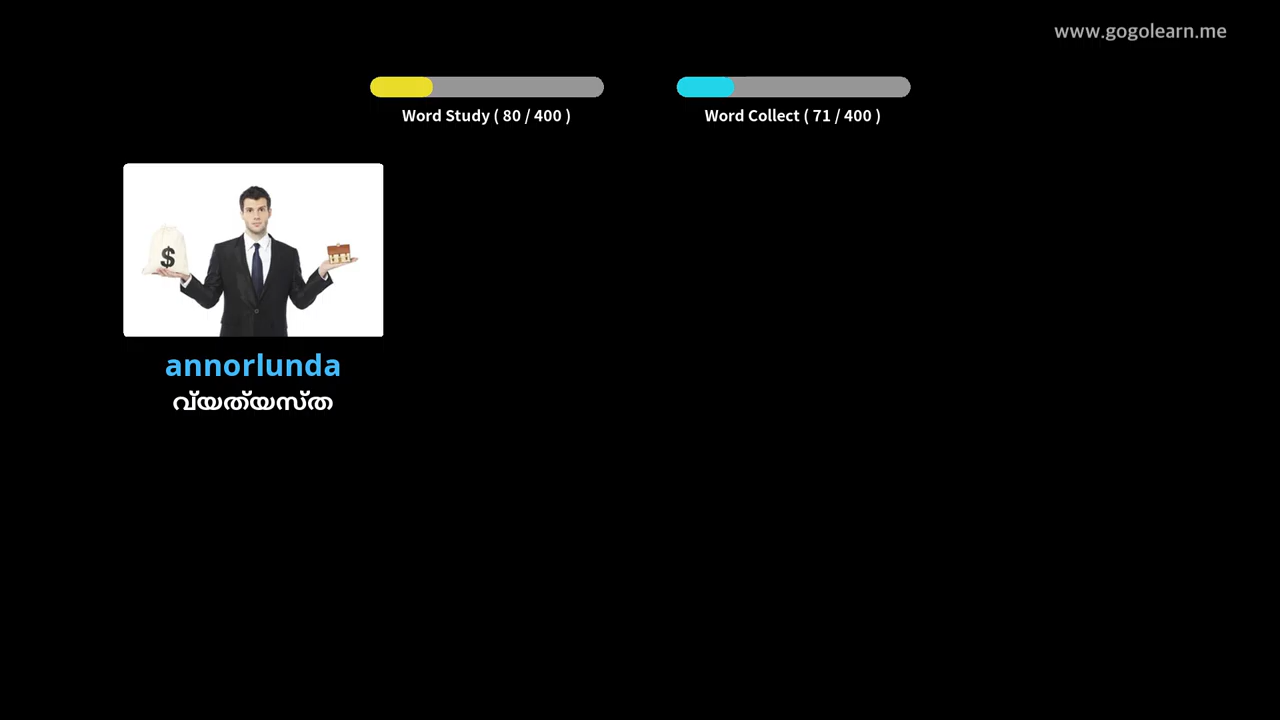 www.gogolearn.me
Word Study ( 80 / 400 )
Word Collect ( 71 / 400 )
$
annorlunda
വ്യത്യസ്ത